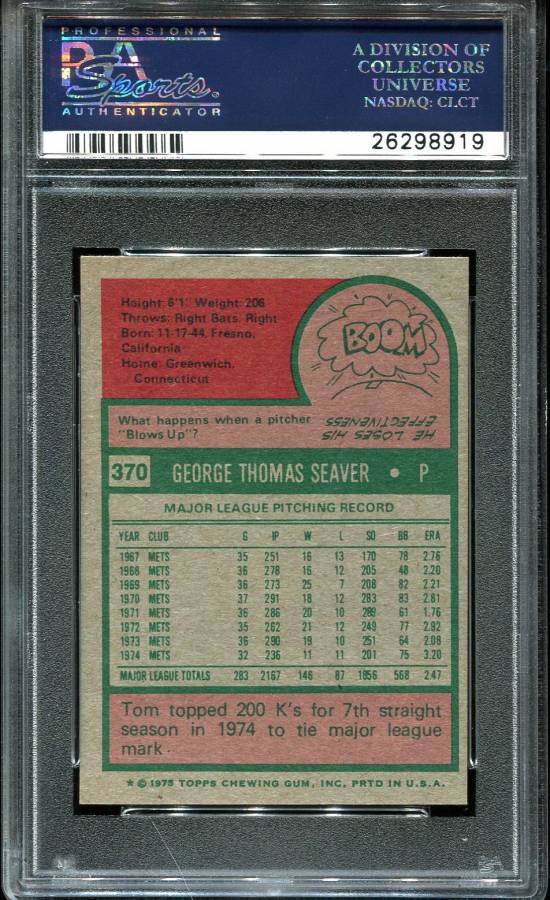 PROFESSIONAL
PSA
Sports
AUTHENTICATOR
A DIVISION OF
COLLECTORS
UNIVERSE
NASDAQ: CLCT
26298919
Height: 6'1" Weight: 206
Throws: Right Bats: Right
Born: 11-17-44, Fresno,
California
Home: Greenwich,
Connecticut
BOOM
What happens when a pitcher
"Blows Up"?
HE LOSES HIS
EFFECTIVENESS
370 GEORGE THOMAS SEAVER • P
MAJOR LEAGUE PITCHING RECORD
YEAR CLUB G IP W L SO BB ERA
1967 METS 35 251 16 13 170 78 2.76
1968 METS 36 278 16 12 205 48 2.20
1969 METS 36 273 25 7 208 82 2.21
1970 METS 37 291 18 12 283 83 2.81
1971 METS 36 286 20 10 289 61 1.76
1972 METS 35 262 21 12 249 77 2.92
1973 METS 36 290 19 10 251 64 2.08
1974 METS 32 236 11 11 201 75 3.20
MAJOR LEAGUE TOTALS 283 2167 146 87 1856 568 2.47
Tom topped 200 K's for 7th straight
season in 1974 to tie major league
mark.
* © 1975 TOPPS CHEWING GUM, INC. PRTD IN U.S.A.